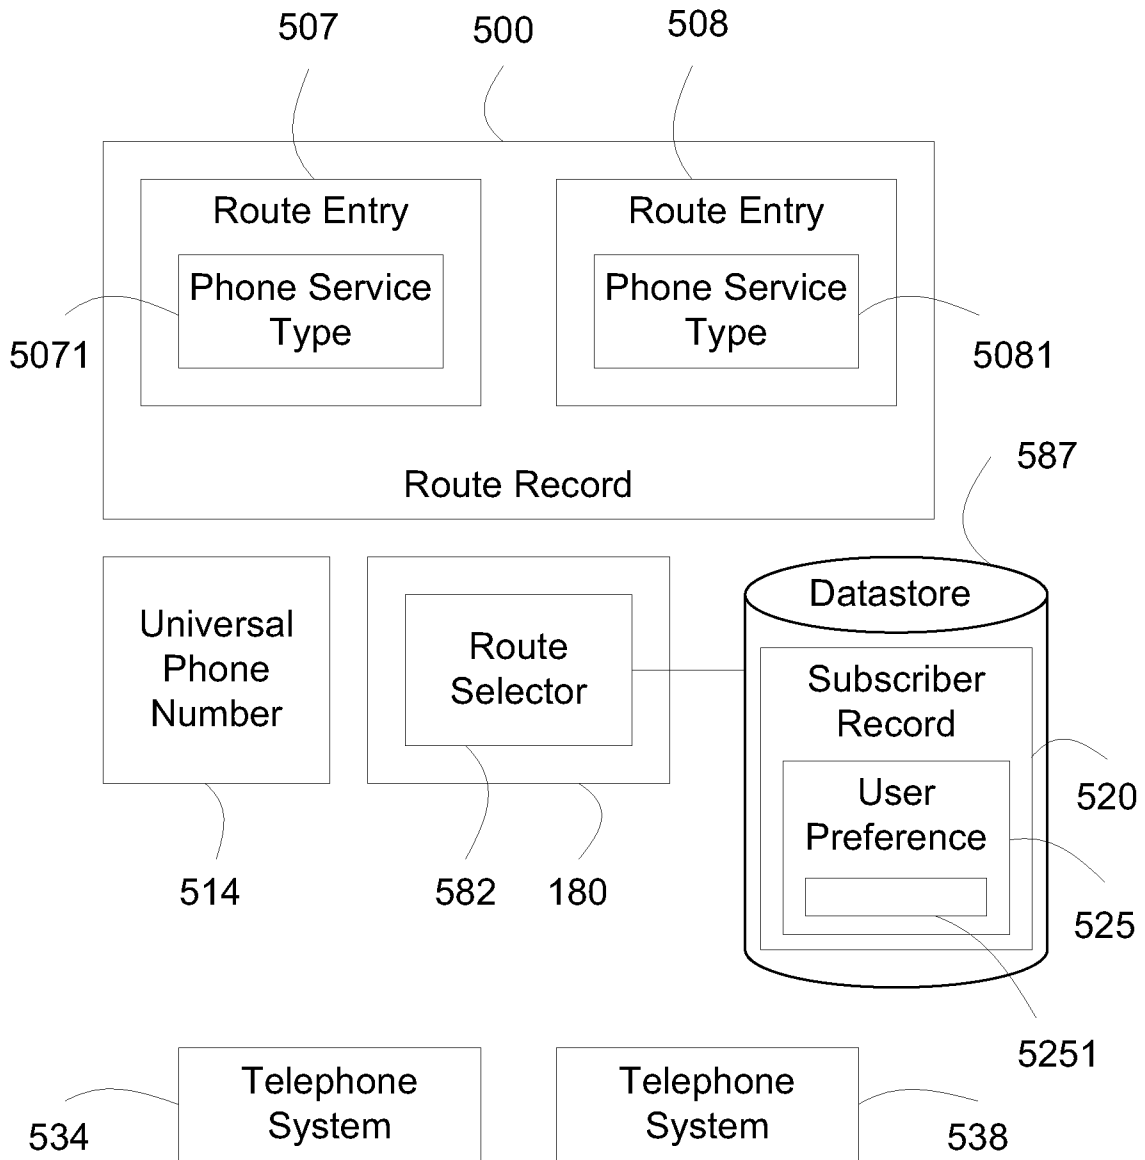 507
500
508
Route Entry
Route Entry
Phone Service
Type
Phone Service
Type
5071
5081
Route Record
587
Universal
Phone
Number
Route
Selector
Datastore
Subscriber
Record
User
Preference
520
514
582
180
525
5251
Telephone
System
Telephone
System
534
538